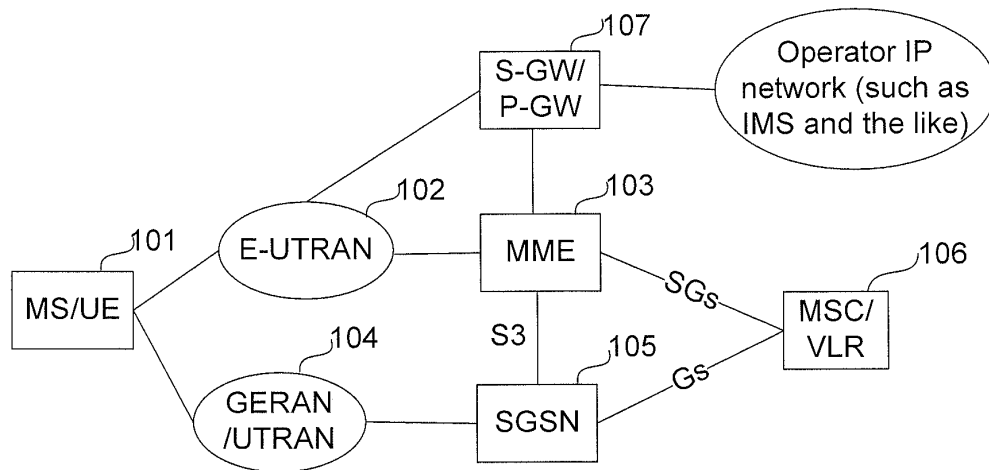 107
S-GW/
P-GW
Operator IP
network (such as
IMS and the like)
102
E-UTRAN
103
MME
101
MS/UE
SGs
106
MSC/
VLR
S3
104
GERAN
/UTRAN
105
SGSN
Gs